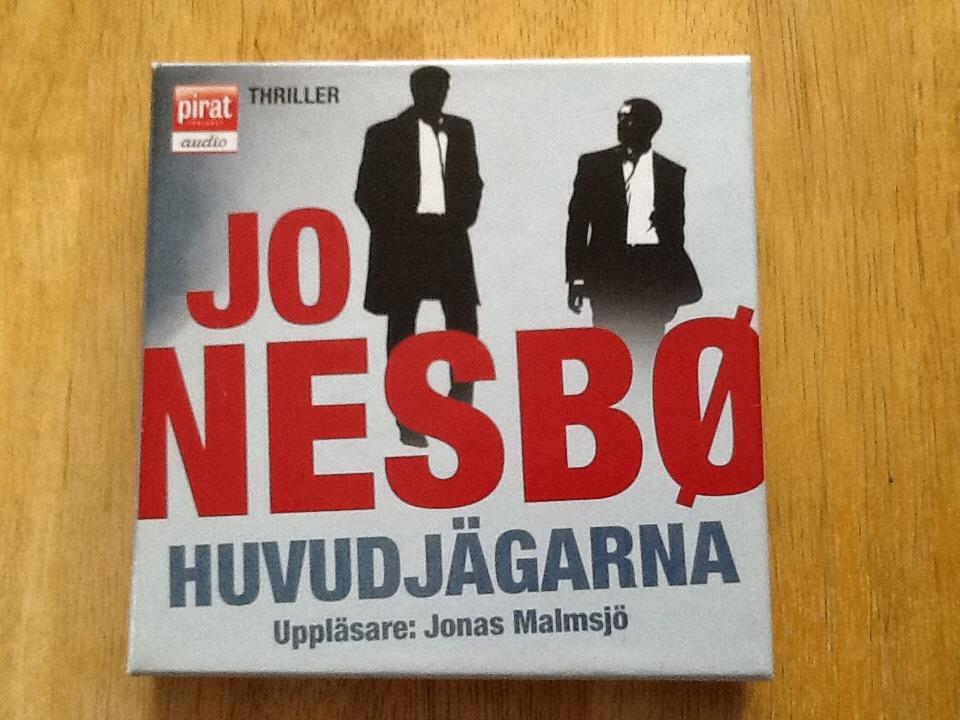 pirat
audio
THRILLER
JO
NESBØ
HUVUDJÄGARNA
Uppläsare: Jonas Malmsjö